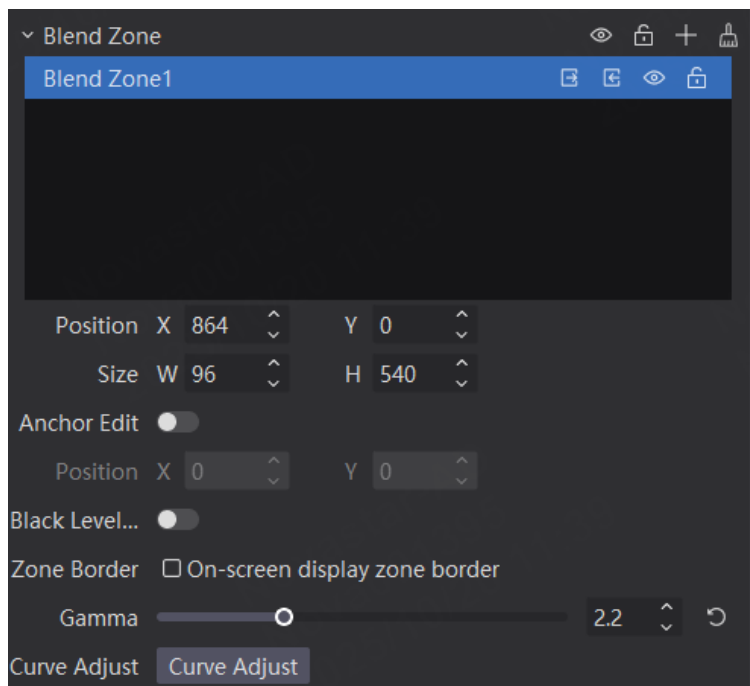 Blend Zone
Blend Zone1
Position X 864 Y 0
Size W 96 H 540
Anchor Edit
Position X 0 Y 0
Black Level...
Zone Border On-screen display zone border
Gamma 2.2
Curve Adjust Curve Adjust